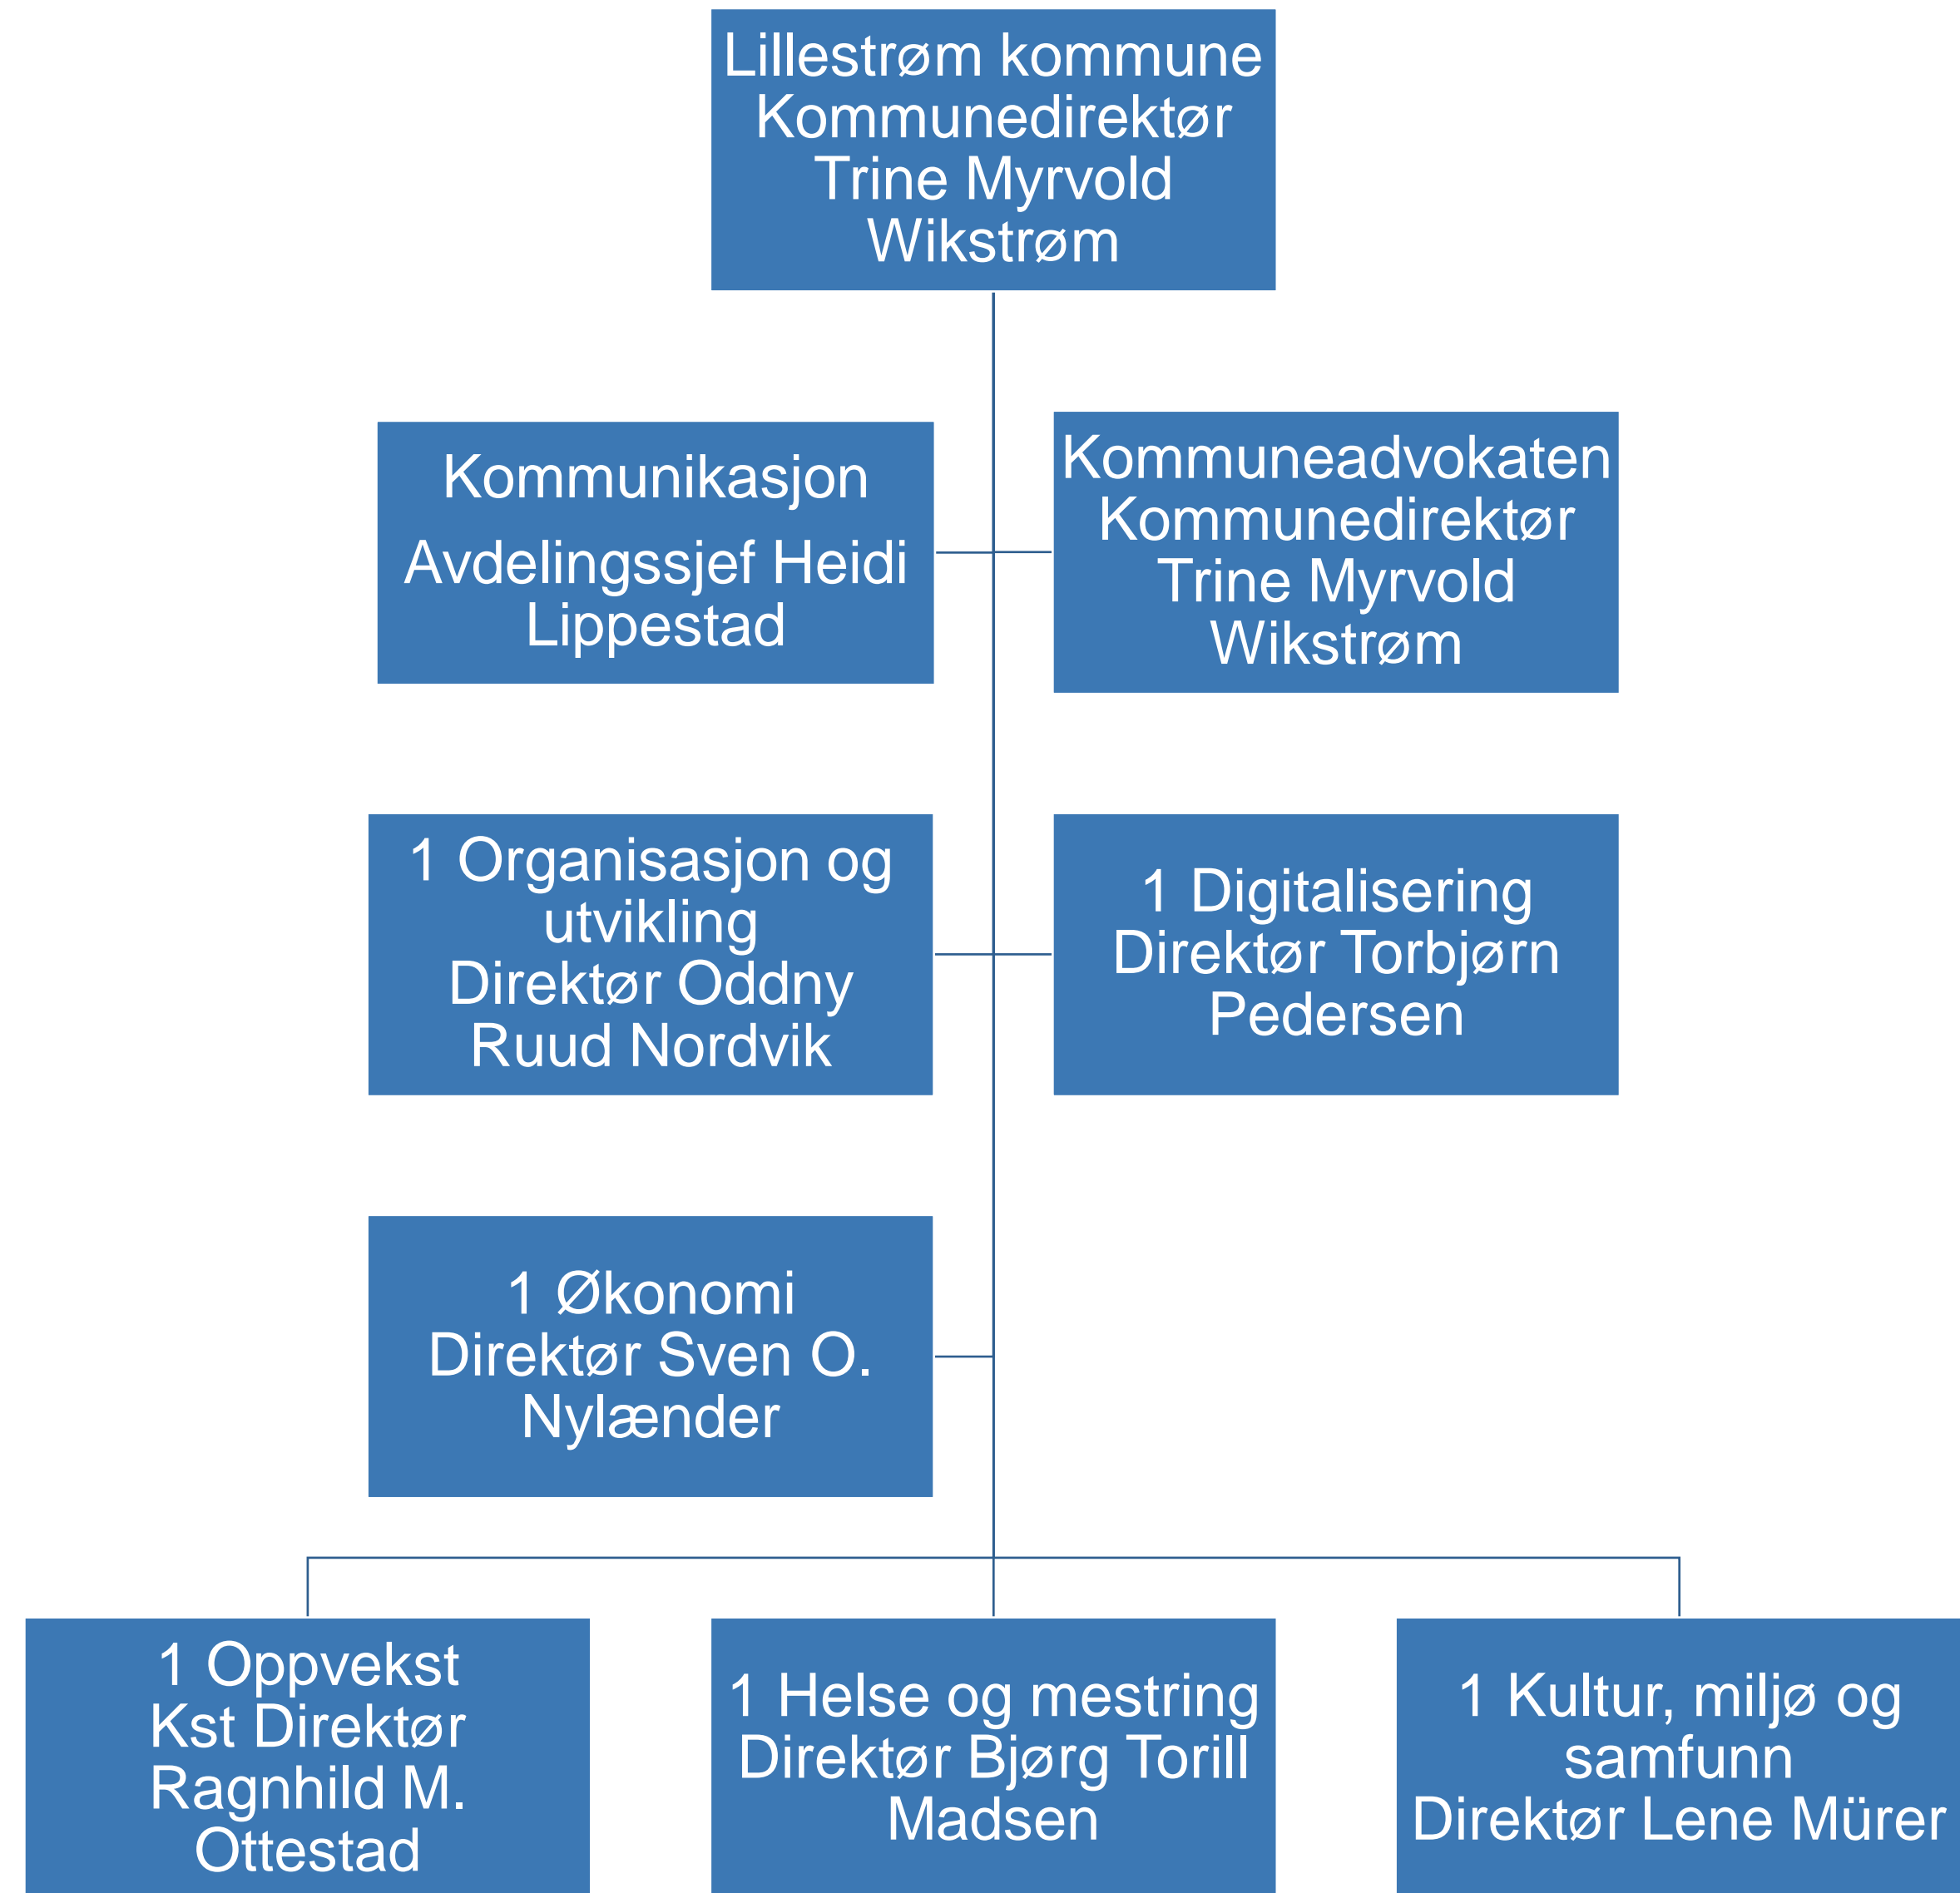 Lillestrøm kommune
Kommunedirektør
Trine Myrvold
Wikstrøm
Kommunikasjon
Avdelingssjef Heidi
Lippestad
Kommuneadvokaten
Kommunedirektør
Trine Myrvold
Wikstrøm
1 Organisasjon og
utvikling
Direktør Oddny
Ruud Nordvik
1 Digitalisering
Direktør Torbjørn
Pedersen
1 Økonomi
Direktør Sven O.
Nylænder
1 Oppvekst
Kst Direktør
Ragnhild M.
Ottestad
1 Helse og mestring
Direktør Bjørg Torill
Madsen
1 Kultur, miljø og
samfunn
Direktør Lene Mürer